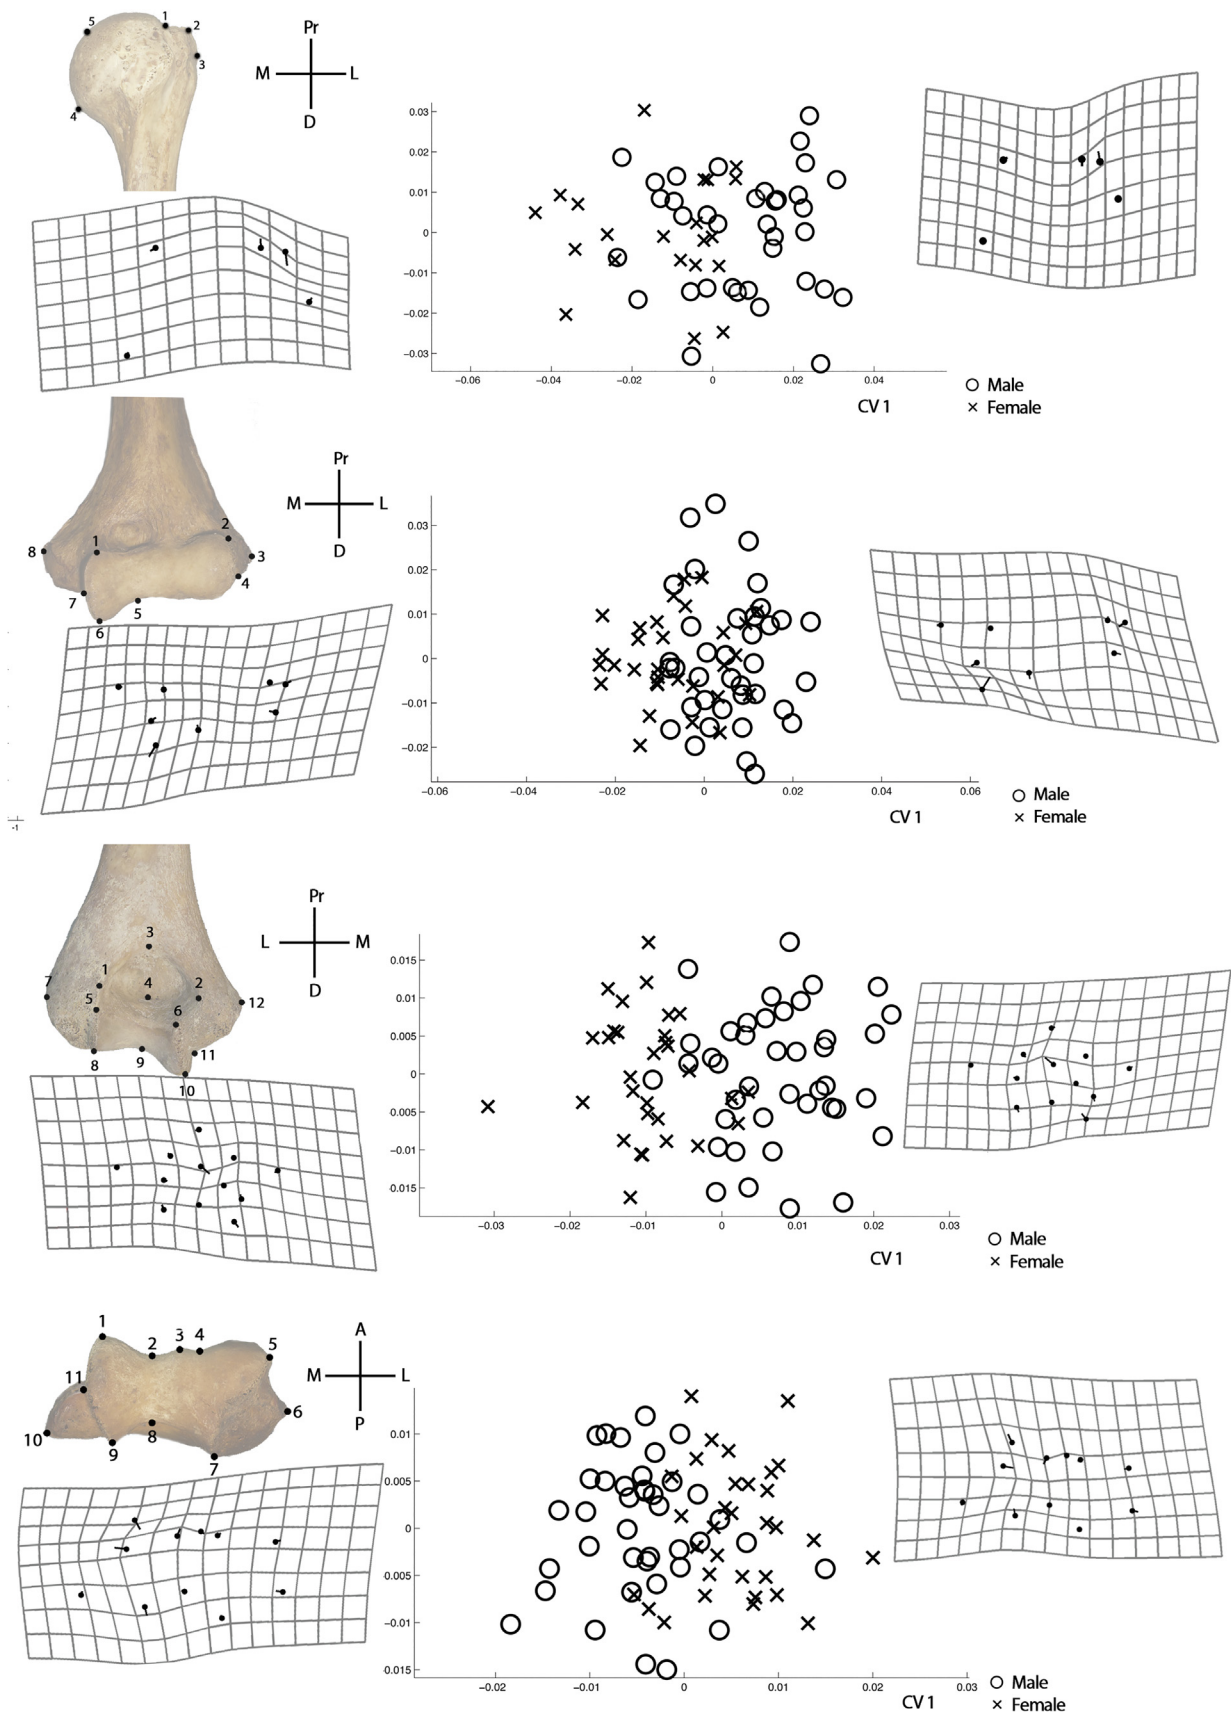 5 1 2
3
4
Pr
M L
D
0.03
0.02
0.01
0
−0.01
−0.02
−0.03
−0.06 −0.04 −0.02 0 0.02 0.04
CV 1
Male
Female
8 1 2 3
4
7 5
6
Pr
M L
D
0.03
0.02
0.01
0
−0.01
−0.02
−0.06 −0.04 −0.02 0 0.02 0.04 0.06
CV 1
Male
Female
-1
3
7 1 4 2 12
5 6
8 9 11
10
Pr
L M
D
0.015
0.01
0.005
0
−0.005
−0.01
0.015
−0.03 −0.02 −0.01 0 0.01 0.02 0.03
CV 1
Male
Female
1
2 3 4 5
11
6
10 9 8
7
A
M L
P
0.01
0.005
0
0.005
−0.01
0.015
−0.02 −0.01 0 0.01 0.02 0.03
CV 1
Male
Female